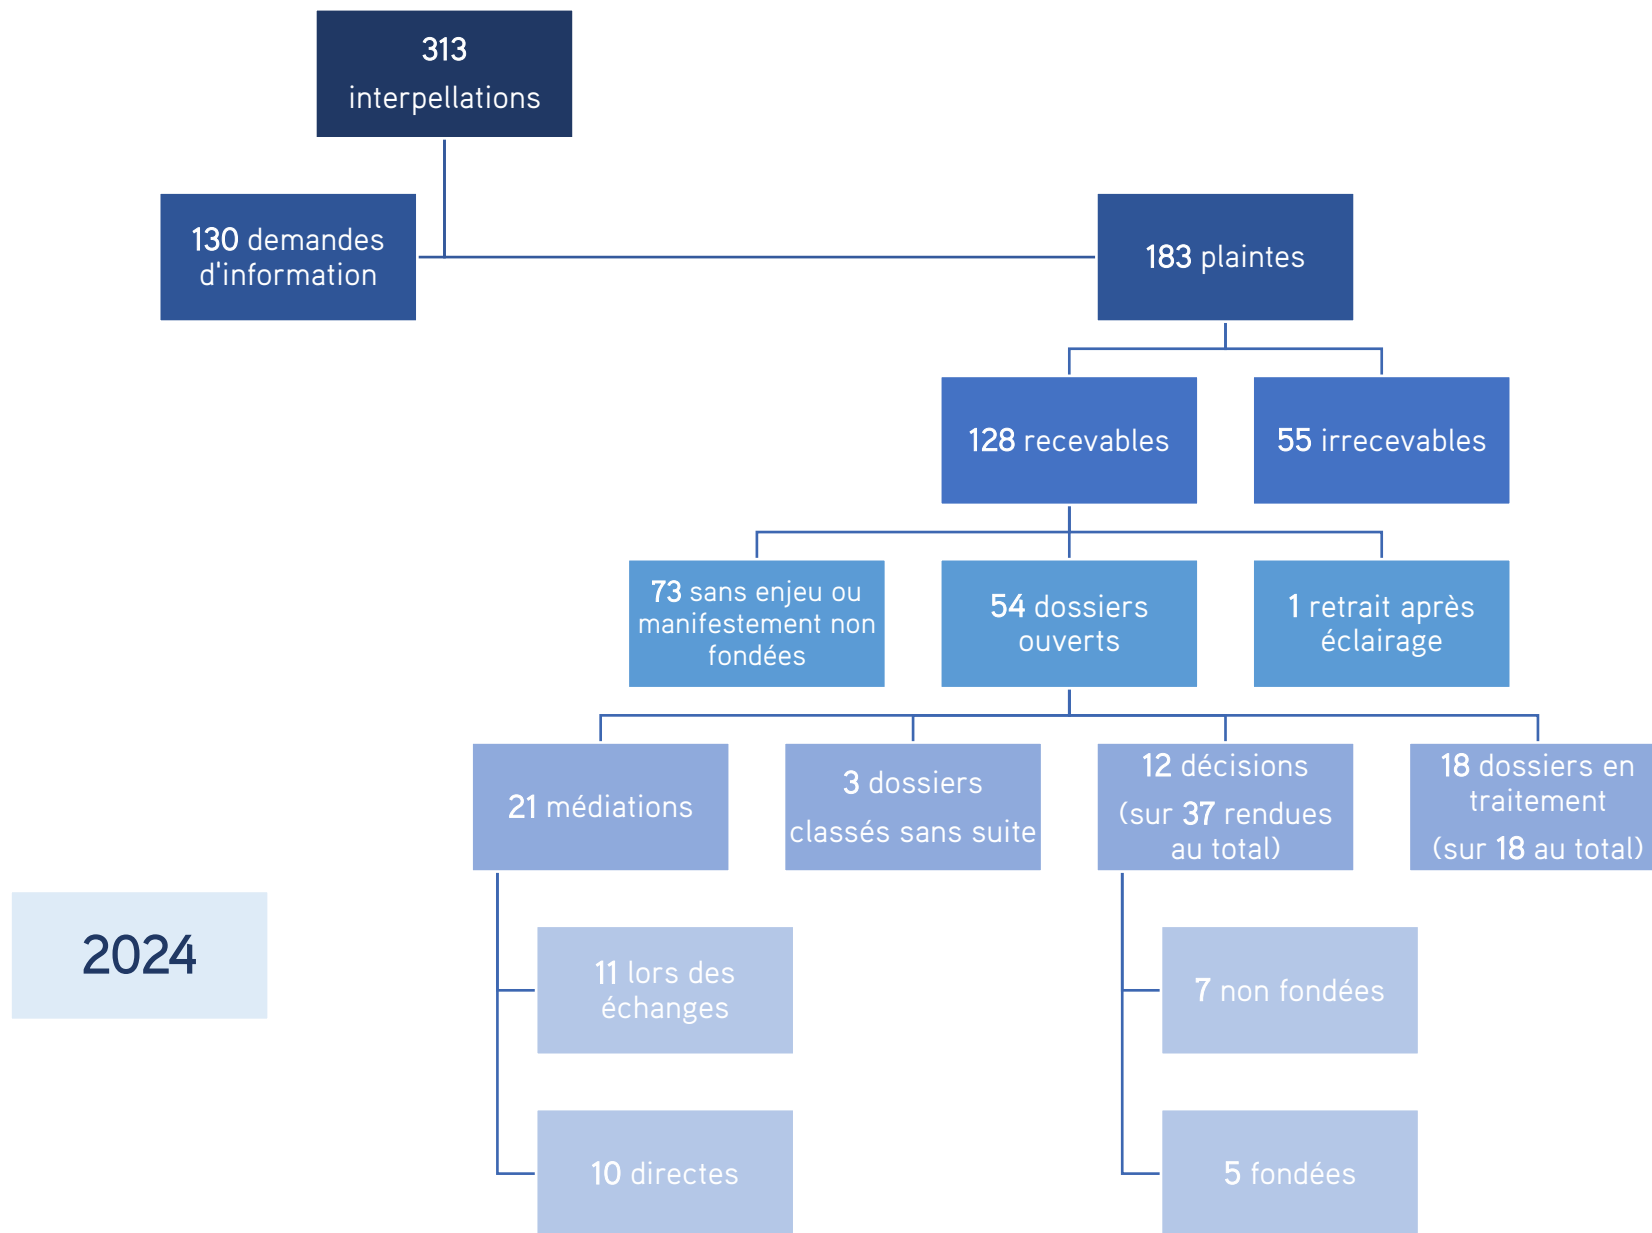 313
interpellations
130 demandes
d'information
183 plaintes
128 recevables
55 irrecevables
73 sans enjeu ou
manifestement non
fondées
54 dossiers
ouverts
1 retrait après
éclairage
21 médiations
3 dossiers
classés sans suite
12 décisions
(sur 37 rendues
au total)
18 dossiers en
traitement
(sur 18 au total)
2024
11 lors des
échanges
7 non fondées
10 directes
5 fondées